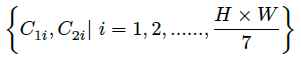 {C₁ᵢ, C₂ᵢ| i = 1, 2, ......, (H × W)/7}